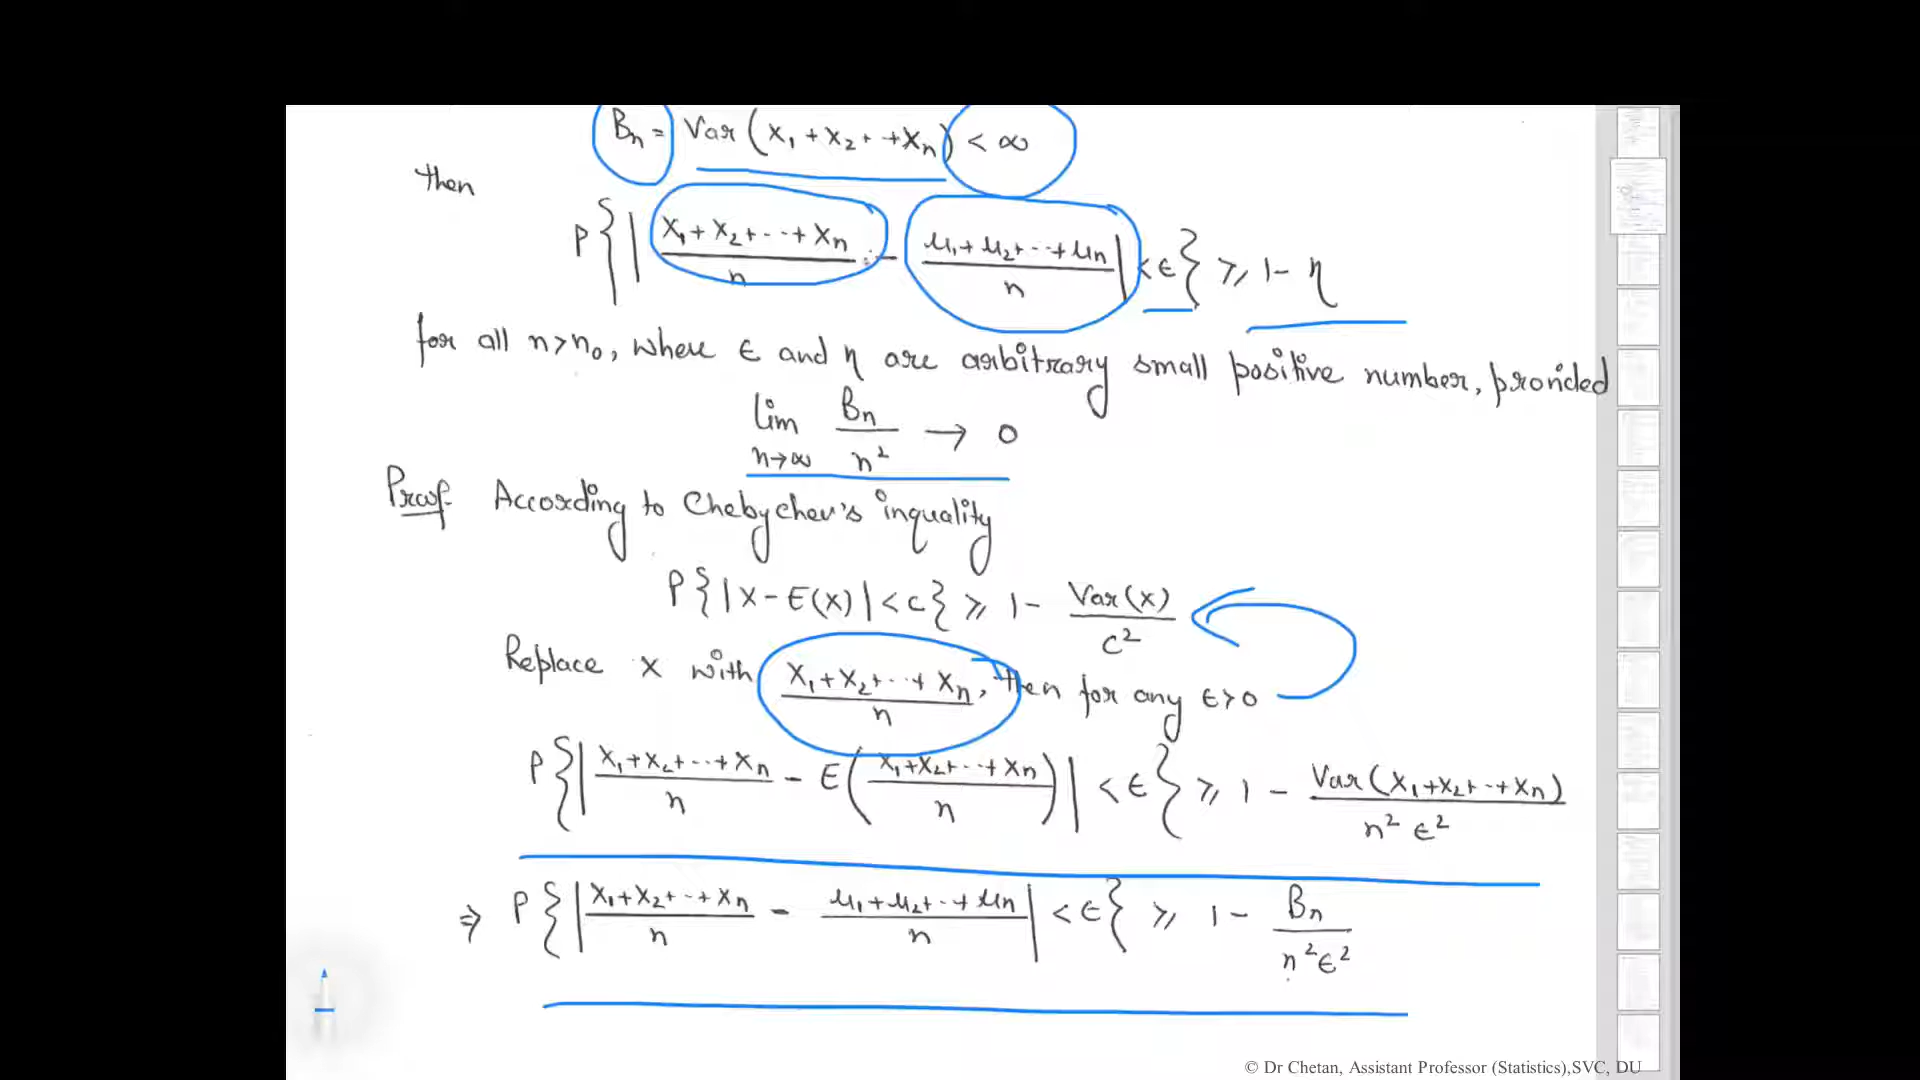 Bn = Var (X1 + X2 + .. + Xn) < ∞
then
P{ | (X1 + X2 + ... + Xn)/n - (μ1 + μ2 + ... + μn)/n | < ϵ } ⩾ 1 - η
for all n > n0, where ϵ and η are arbitrary small positive number, provided
lim n→∞ Bn/n² → 0
Proof. According to Chebychev's inquality
P{ |X - E(X)| < c } ⩾ 1 - Var(X)/c²
Replace X with (X1 + X2 + ... + Xn)/n, then for any ϵ > 0
P{ | (X1 + X2 + ... + Xn)/n - E( (X1 + X2 + ... + Xn)/n ) | < ϵ } ⩾ 1 - Var(X1 + X2 + ... + Xn)/(n² ϵ²)
⇒ P{ | (X1 + X2 + ... + Xn)/n - (μ1 + μ2 + ... + μn)/n | < ϵ } ⩾ 1 - Bn/(n² ϵ²)
© Dr Chetan, Assistant Professor (Statistics),SVC, DU